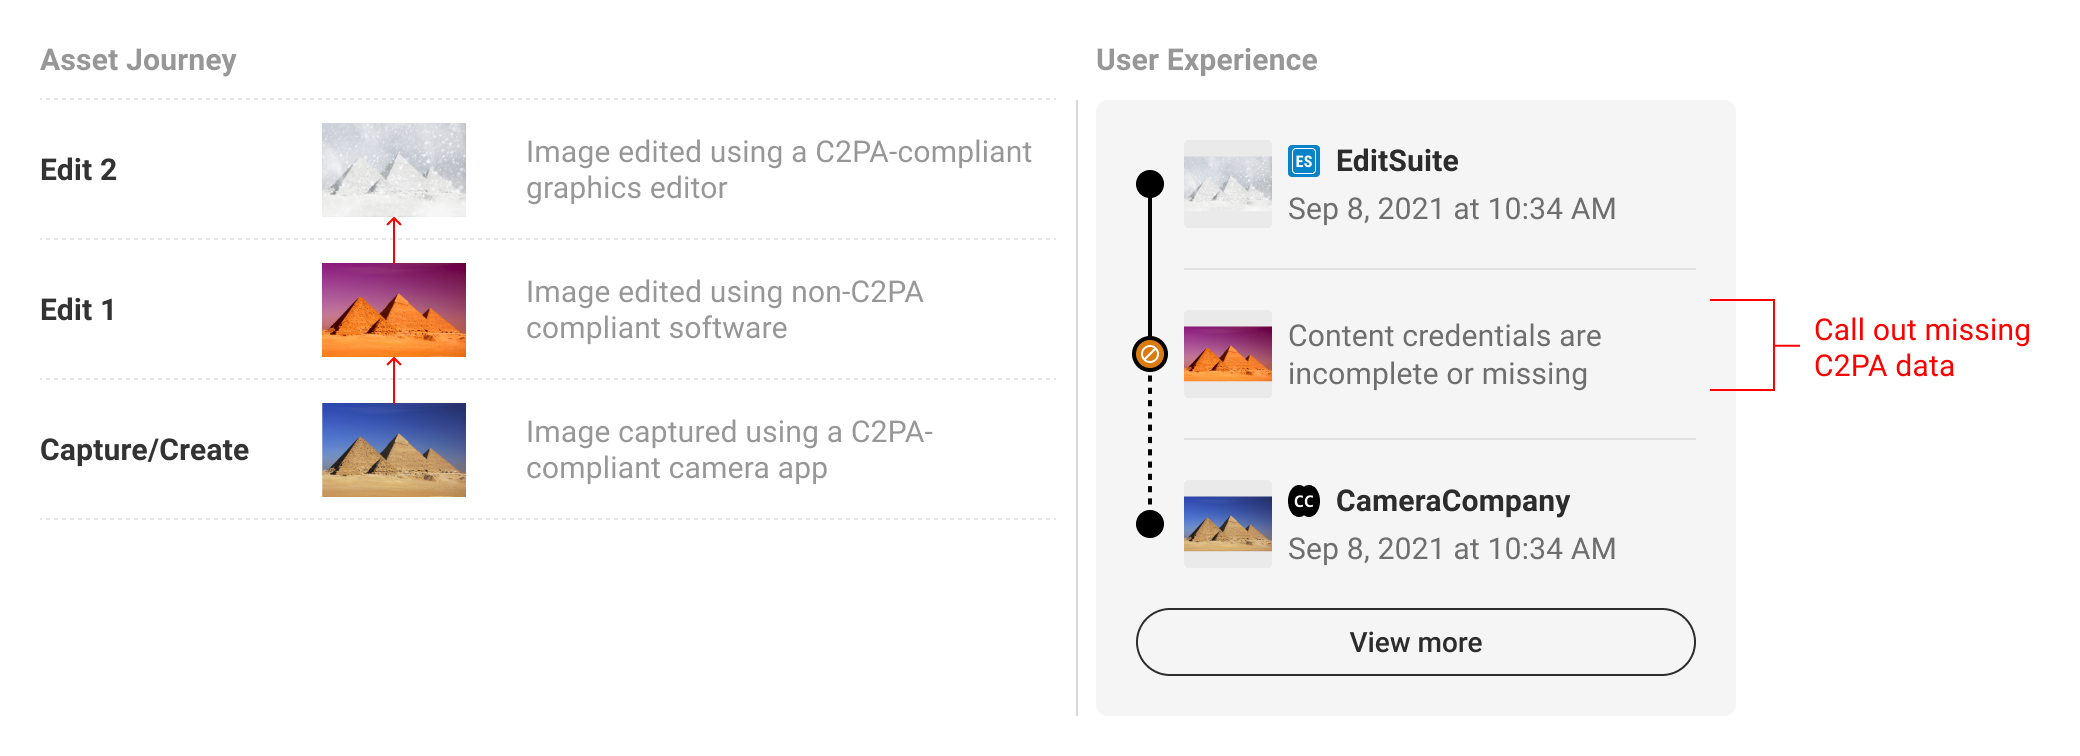 Asset Journey
User Experience
Edit 2
Image edited using a C2PA-compliant
graphics editor
Edit 1
Image edited using non-C2PA
compliant software
Capture/Create
Image captured using a C2PA-
compliant camera app
ES EditSuite
Sep 8, 2021 at 10:34 AM
Content credentials are
incomplete or missing
Call out missing
C2PA data
CC CameraCompany
Sep 8, 2021 at 10:34 AM
View more